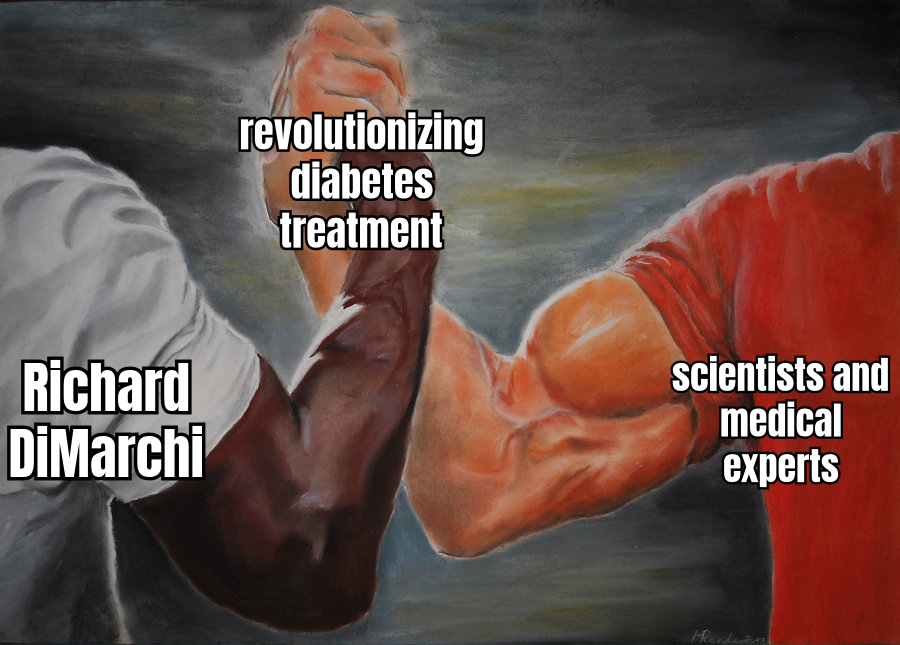 revolutionizing
diabetes
treatment
Richard
DiMarchi
scientists and
medical
experts